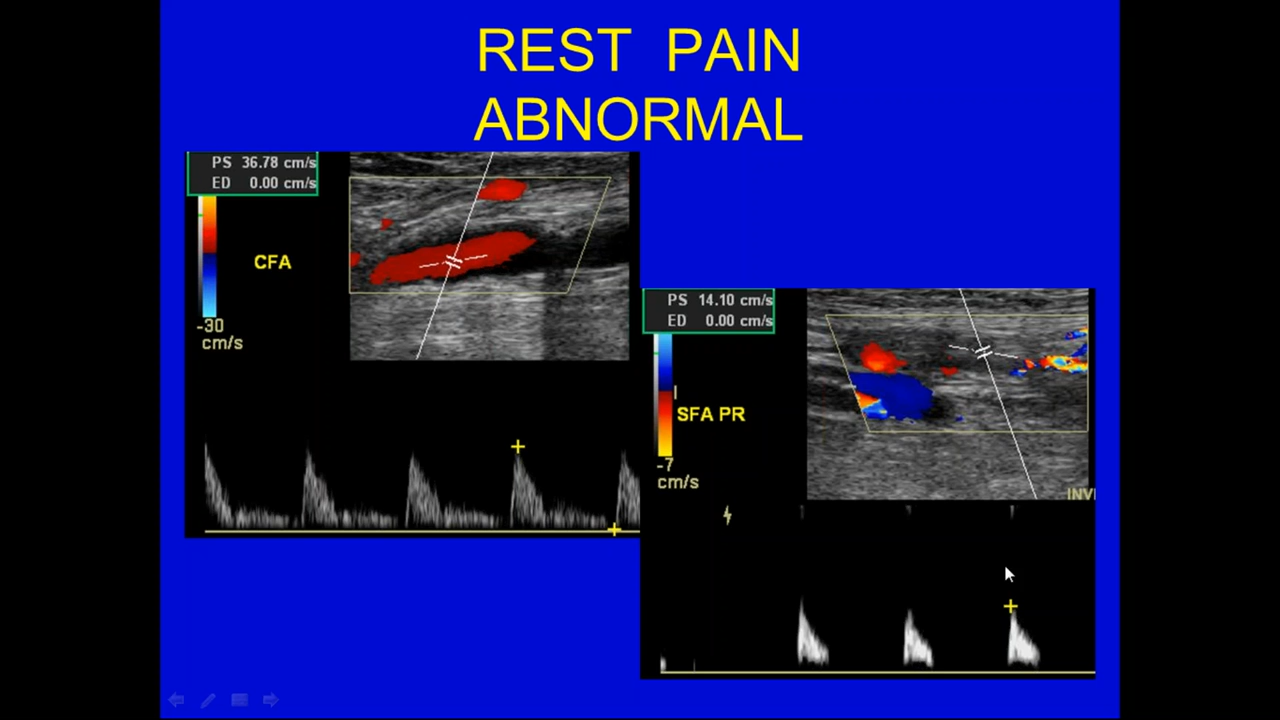 REST PAIN
ABNORMAL
PS 36.78 cm/s
ED 0.00 cm/s
CFA
-30
cm/s
PS 14.10 cm/s
ED 0.00 cm/s
SFA PR
-7
cm/s
INV